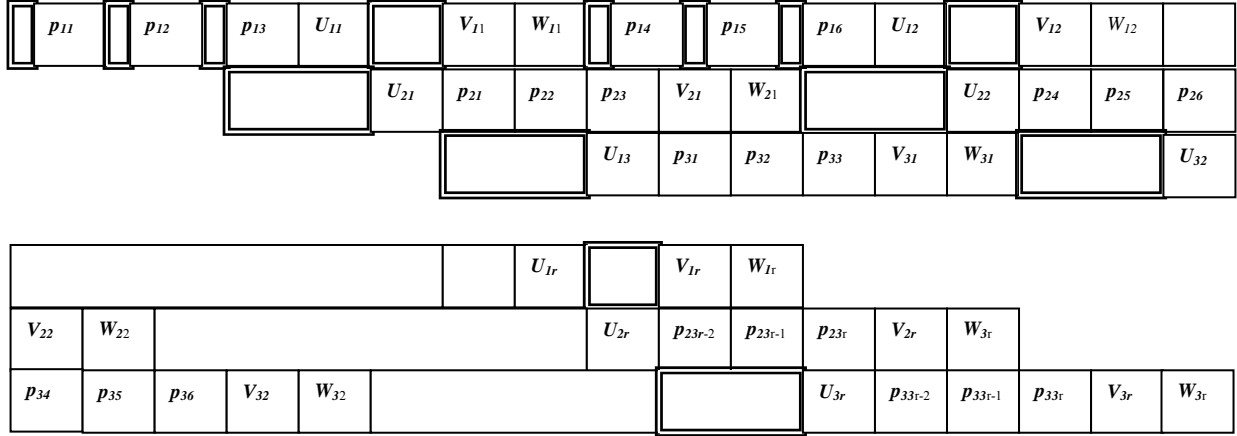 p11 p12 p13 U11 V11 W11 p14 p15 p16 U12 V12 W12
U21 p21 p22 p23 V21 W21 U22 p24 p25 p26
U13 p31 p32 p33 V31 W31 U32
U1r V1r W1r
V22 W22 U2r p23r-2 p23r-1 p23r V2r W3r
p34 p35 p36 V32 W32 U3r p33r-2 p33r-1 p33r V3r W3r